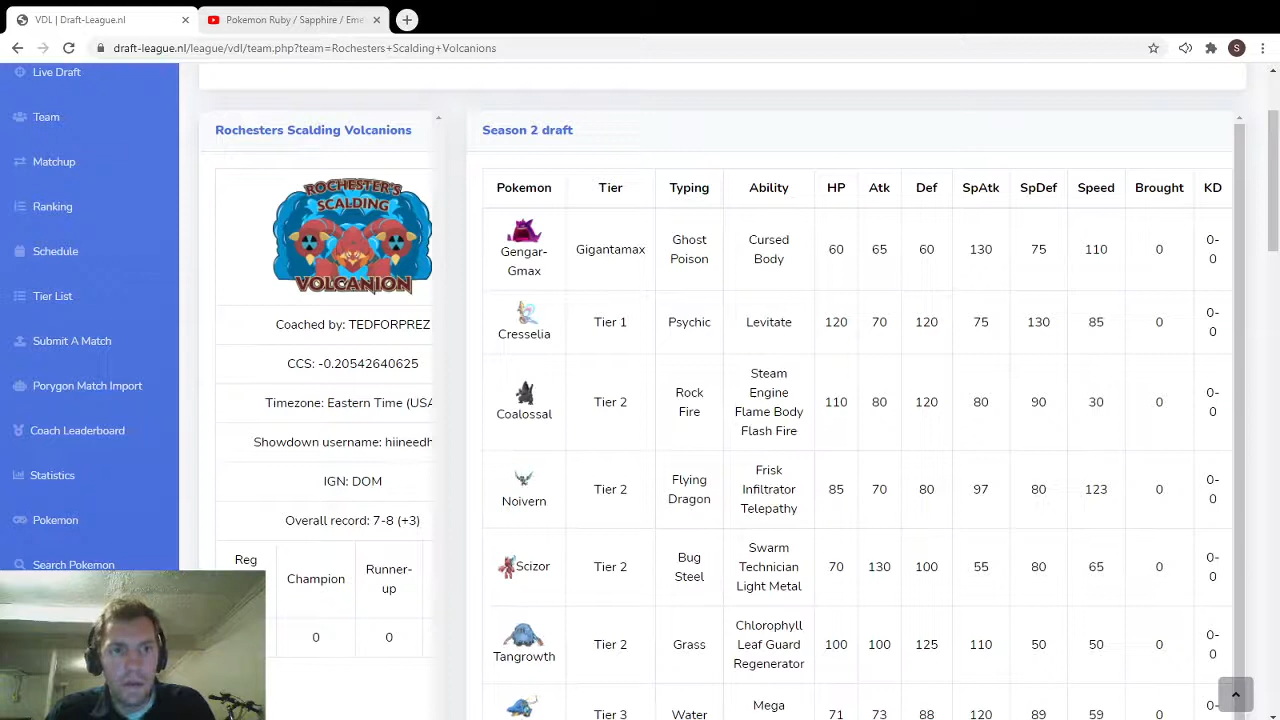 VDL | Draft-League.nl
Pokemon Ruby / Sapphire / Eme
draft-league.nl/league/vdl/team.php?team=Rochesters+Scalding+Volcanions
S
Live Draft
Team
Matchup
Ranking
Schedule
Tier List
Submit A Match
Porygon Match Import
Coach Leaderboard
Statistics
Pokemon
Search Pokemon
Rochesters Scalding Volcanions
ROCHESTER'S
SCALDING
VOLCANION
Coached by: TEDFORPREZ
CCS: -0.20542640625
Timezone: Eastern Time (USA
Showdown username: hiineedh
IGN: DOM
Overall record: 7-8 (+3)
Reg
Champion
Runner-
up
0
0
Season 2 draft
Pokemon Tier Typing Ability HP Atk Def SpAtk SpDef Speed Brought KD
Gengar-
Gmax
Gigantamax
Ghost
Poison
Cursed
Body
60 65 60 130 75 110 0
0-
0
Cresselia
Tier 1 Psychic Levitate 120 70 120 75 130 85 0
0-
0
Coalossal
Tier 2
Rock
Fire
Steam
Engine
Flame Body
Flash Fire
110 80 120 80 90 30 0
0-
0
Noivern
Tier 2
Flying
Dragon
Frisk
Infiltrator
Telepathy
85 70 80 97 80 123 0
0-
0
Scizor
Tier 2
Bug
Steel
Swarm
Technician
Light Metal
70 130 100 55 80 65 0
0-
0
Tangrowth
Tier 2
Grass
Chlorophyll
Leaf Guard
Regenerator
100 100 125 110 50 50 0
0-
0
Tier 3 Water
Mega
71 73 88 120 89 59 0
0-